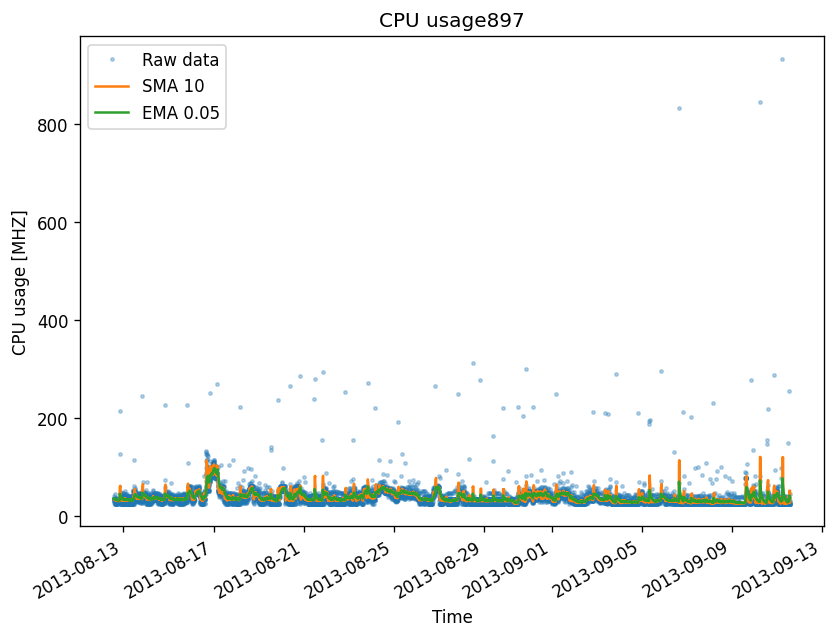 CPU usage897
Raw data
SMA 10
EMA 0.05
CPU usage [MHZ]
800
600
400
200
0
2013-08-13
2013-08-17
2013-08-21
2013-08-25
2013-08-29
2013-09-01
2013-09-05
2013-09-09
2013-09-13
Time